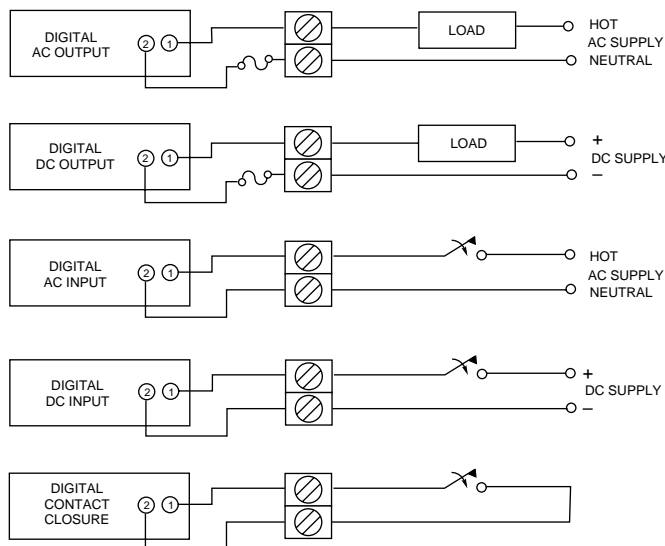 DIGITAL
AC OUTPUT
2 1
LOAD
HOT
AC SUPPLY
NEUTRAL
DIGITAL
DC OUTPUT
2 1
LOAD
+
DC SUPPLY
–
DIGITAL
AC INPUT
2 1
HOT
AC SUPPLY
NEUTRAL
DIGITAL
DC INPUT
2 1
+
DC SUPPLY
–
DIGITAL
CONTACT
CLOSURE
2 1